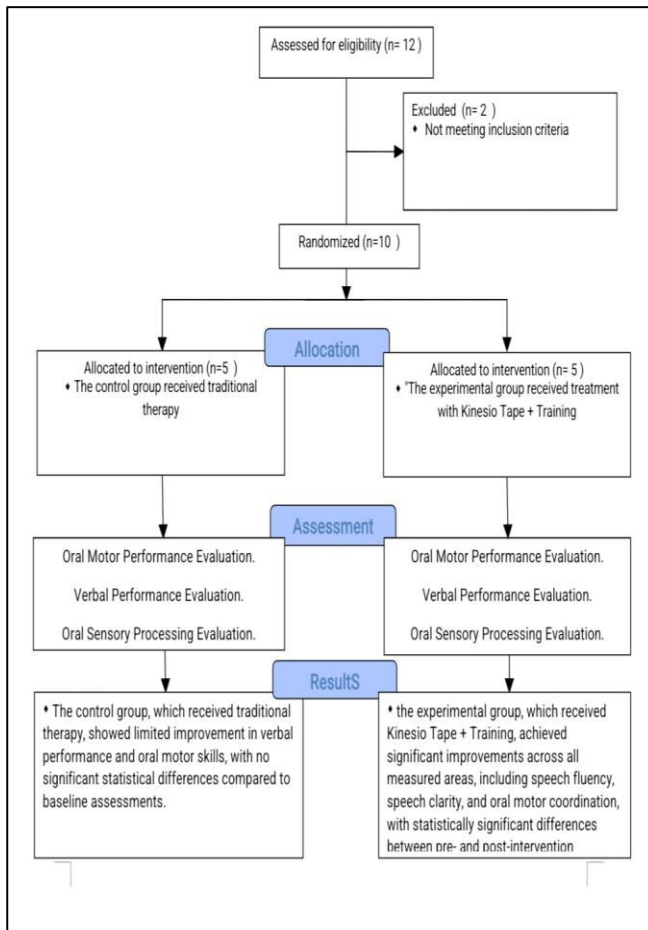 Assessed for eligibility (n= 12)
Excluded (n= 2 )
♦ Not meeting inclusion criteria
Randomized (n=10 )
Allocation
Allocated to intervention (n=5 )
♦ The control group received traditional
therapy
Allocated to intervention (n= 5 )
♦ "The experimental group received treatment
with Kinesio Tape + Training
Assessment
Oral Motor Performance Evaluation.
Verbal Performance Evaluation.
Oral Sensory Processing Evaluation.
Oral Motor Performance Evaluation.
Verbal Performance Evaluation.
Oral Sensory Processing Evaluation.
ResultS
♦ The control group, which received traditional
therapy, showed limited improvement in verbal
performance and oral motor skills, with no
significant statistical differences compared to
baseline assessments.
♦ the experimental group, which received
Kinesio Tape + Training, achieved
significant improvements across all
measured areas, including speech fluency,
speech clarity, and oral motor coordination,
with statistically significant differences
between pre- and post-intervention